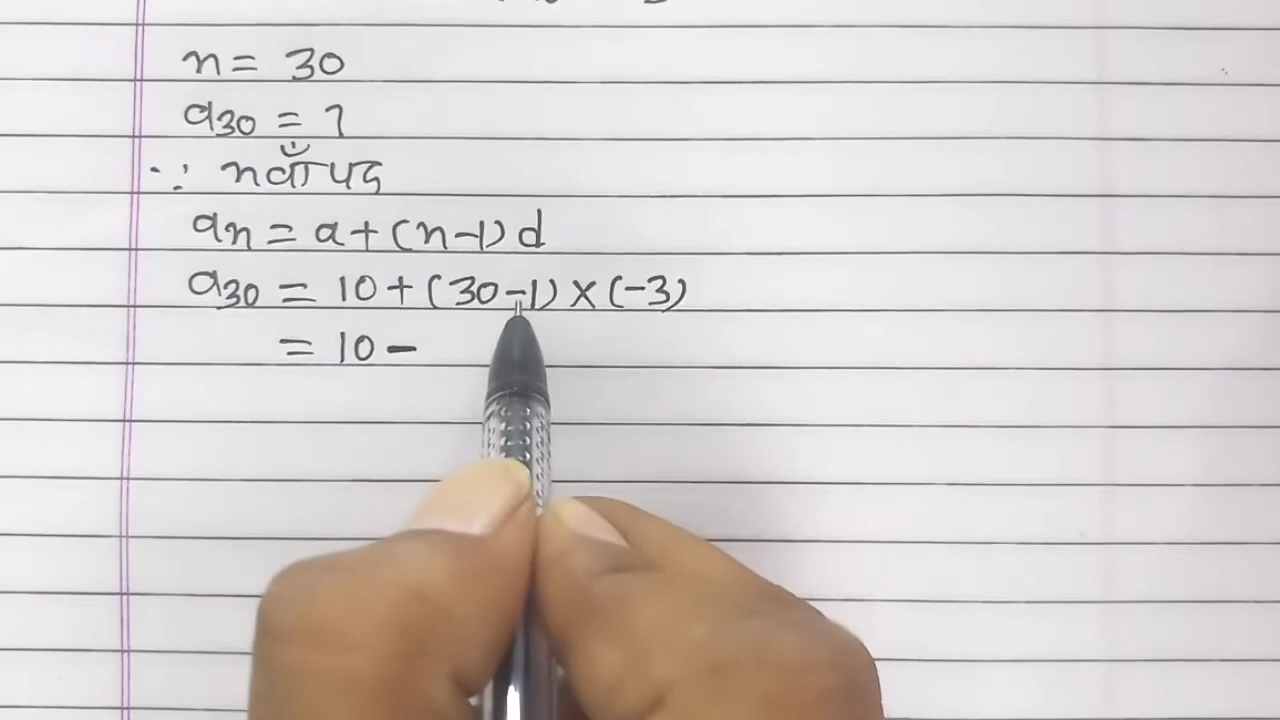 n = 30
a30 = ?
∵ nवाँ पद
an = a + (n-1) d
a30 = 10 + (30-1) × (-3)
= 10 -